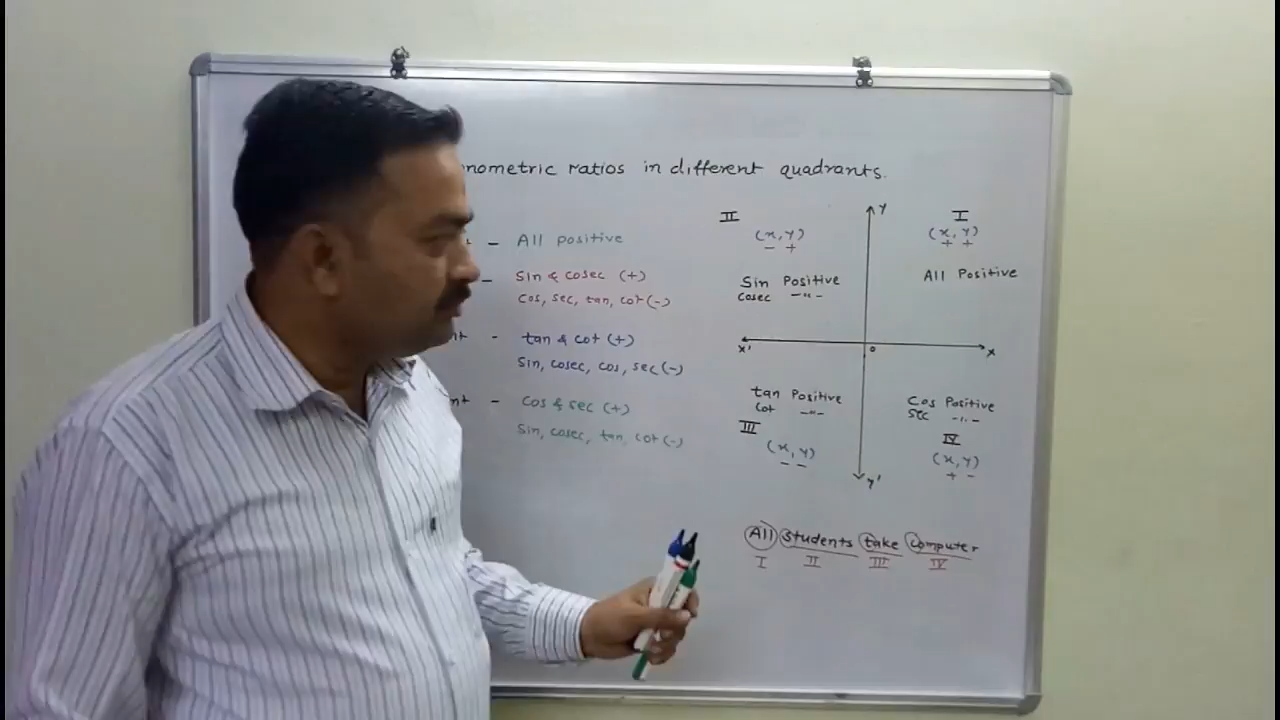 nometric ratios in different quadrants.
- All positive
- Sin & cosec (+)
cos, sec, tan, cot (-)
nt - tan & cot (+)
Sin, cosec, cos, sec (-)
nt - Cos & sec (+)
Sin, cosec, tan, cot (-)
Y
II
(x, y)
- +
Sin Positive
cosec -"-
I
(x, y)
+ +
All Positive
X' O X
tan Positive
cot -"-
III
(x, y)
- -
Cos Positive
sec -"-
IV
(x, y)
+ -
Y'
All students take computer
I II III IV